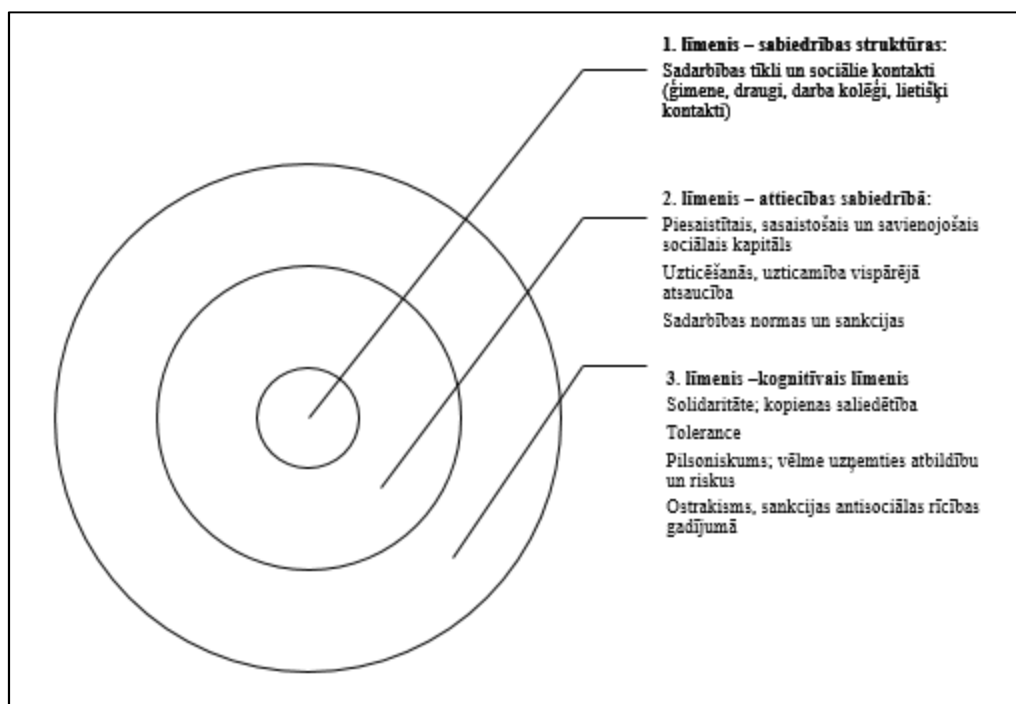 1. līmenis – sabiedrības struktūras:
Sadarbības tīkli un sociālie kontakti
(ģimene, draugi, darba kolēģi, lietišķi
kontakti)
2. līmenis – attiecības sabiedrībā:
Piesaistītais, sasaistošais un savienojošais
sociālais kapitāls
Uzticēšanās, uzticamība vispārējā
atsaucība
Sadarbības normas un sankcijas
3. līmenis –kognitīvais līmenis
Solidaritāte; kopienas saliedētība
Tolerance
Pilsoniskums; vēlme uzņemties atbildību
un riskus
Ostrakisms, sankcijas antisociālas rīcības
gadījumā